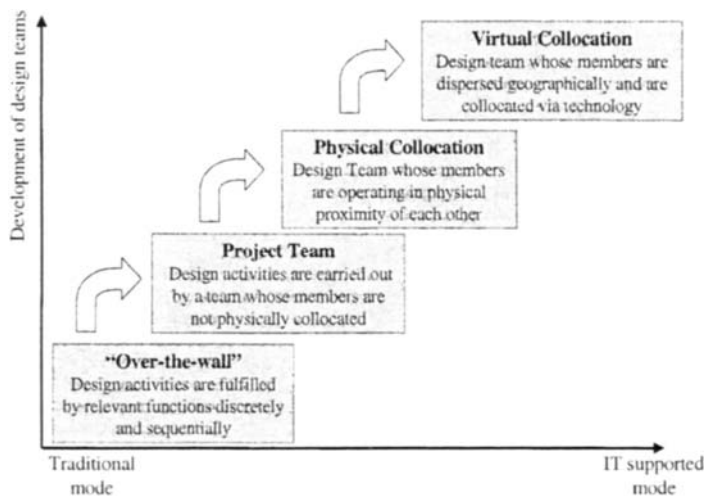 Development of design teams
Virtual Collocation
Design team whose members are
dispersed geographically and are
collocated via technology
Physical Collocation
Design Team whose members
are operating in physical
proximity of each other
Project Team
Design activities are carried out
by a team whose members are
not physically collocated
“Over-the-wall”
Design activities are fulfilled
by relevant functions discretely
and sequentially
Traditional
mode
IT supported
mode